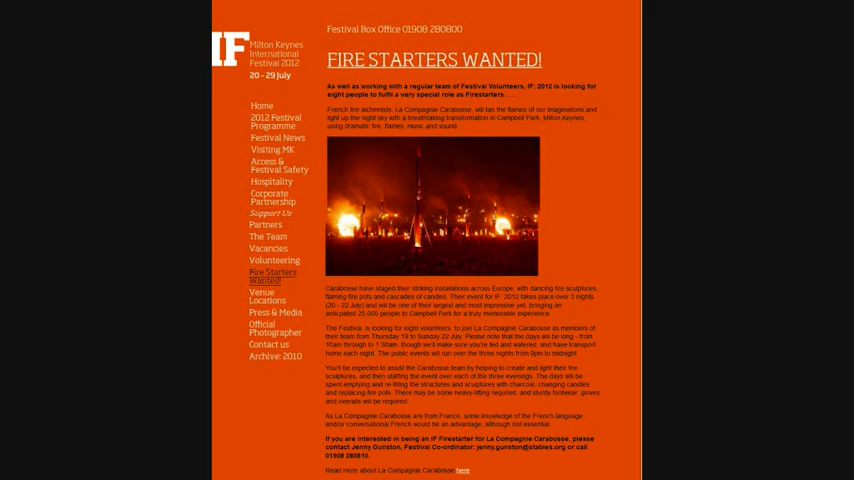 Festival Box Office 01908 280800
IF
Milton Keynes
International
Festival 2012
20 - 29 July
Home
2012 Festival
Programme
Festival News
Visiting MK
Access &
Festival Safety
Hospitality
Corporate
Partnership
Support Us
Partners
The Team
Vacancies
Volunteering
Fire Starters
Wanted!
Venue
Locations
Press & Media
Official
Photographer
Contact us
Archive: 2010
FIRE STARTERS WANTED!
As well as working with a regular team of Festival Volunteers, IF: 2012 is looking for
eight people to fulfil a very special role as Firestarters . . .
French fire alchemists, La Compagnie Carabosse, will fan the flames of our imaginations and
light up the night sky with a breathtaking transformation in Campbell Park, Milton Keynes,
using dramatic fire, flames, music and sound.
Carabosse have staged their striking installations across Europe, with dancing fire sculptures,
flaming fire pots and cascades of candles. Their event for IF: 2012 takes place over 3 nights
(20 - 22 July) and will be one of their largest and most impressive yet, bringing an
anticpated 25,000 people to Campbell Park for a truly memorable experience.
The Festival is looking for eight volunteers to join La Compagnie Carabosse as members of
their team from Thursday 19 to Sunday 22 July. Please note that the days will be long - from
10am through to 1.30am, though we'll make sure you're fed and watered, and have transport
home each night. The public events will run over the three nights from 9pm to midnight.
You'll be expected to assist the Carabosse team by helping to create and light their fire
sculptures, and then staffing the event over each of the three evenings. The days will be
spent emptying and re-filling the structures and sculptures with charcoal, changing candles
and replacing fire pots. There may be some heavy-lifting required, and sturdy footwear, gloves
and overalls will be required.
As La Compagnie Carabosse are from France, some knowledge of the French language
and/or conversational French would be an advantage, although not essential.
If you are interested in being an IF Firestarter for La Compagnie Carabosse, please
contact Jenny Gunston, Festival Co-ordinator: jenny.gunston@stables.org or call
01908 280810.
Read more about La Compagnie Carabosse here